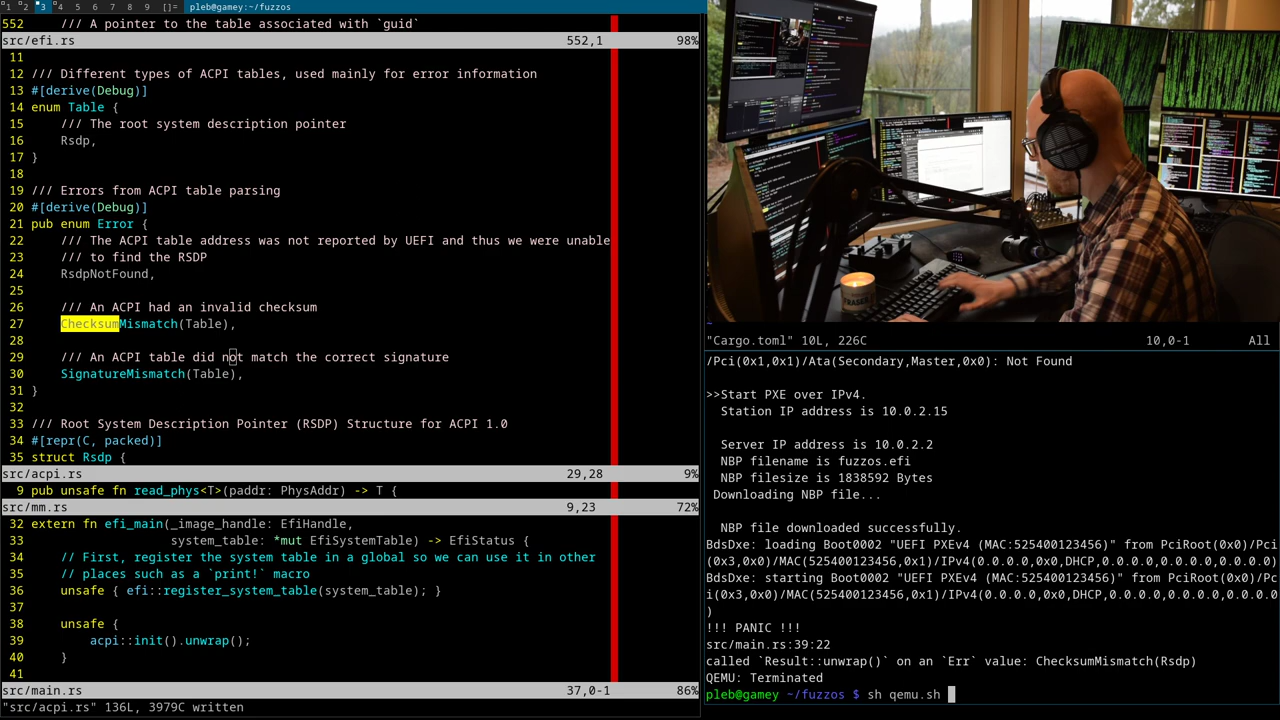 1 2 3 4 5 6 7 8 9 []= pleb@gamey:~/fuzzos
552     /// A pointer to the table associated with `guid`
src/efi.rs 552,1 98%
11
12 /// Different types of ACPI tables, used mainly for error information
13 #[derive(Debug)]
14 enum Table {
15     /// The root system description pointer
16     Rsdp,
17 }
18
19 /// Errors from ACPI table parsing
20 #[derive(Debug)]
21 pub enum Error {
22     /// The ACPI table address was not reported by UEFI and thus we were unable
23     /// to find the RSDP
24     RsdpNotFound,
25
26     /// An ACPI had an invalid checksum
27     ChecksumMismatch(Table),
28
29     /// An ACPI table did not match the correct signature
30     SignatureMismatch(Table),
31 }
32
33 /// Root System Description Pointer (RSDP) Structure for ACPI 1.0
34 #[repr(C, packed)]
35 struct Rsdp {
src/acpi.rs 29,28 9%
9 pub unsafe fn read_phys<T>(paddr: PhysAddr) -> T {
src/mm.rs 9,23 72%
32 extern fn efi_main(_image_handle: EfiHandle,
33                    system_table: *mut EfiSystemTable) -> EfiStatus {
34     // First, register the system table in a global so we can use it in other
35     // places such as a `print!` macro
36     unsafe { efi::register_system_table(system_table); }
37
38     unsafe {
39         acpi::init().unwrap();
40     }
41
src/main.rs 37,0-1 86%
"src/acpi.rs" 136L, 3979C written
~
"Cargo.toml" 10L, 226C 10,0-1 All
/Pci(0x1,0x1)/Ata(Secondary,Master,0x0): Not Found
>>Start PXE over IPv4.
  Station IP address is 10.0.2.15
  Server IP address is 10.0.2.2
  NBP filename is fuzzos.efi
  NBP filesize is 1838592 Bytes
 Downloading NBP file...
  NBP file downloaded successfully.
BdsDxe: loading Boot0002 "UEFI PXEv4 (MAC:525400123456)" from PciRoot(0x0)/Pci
(0x3,0x0)/MAC(525400123456,0x1)/IPv4(0.0.0.0,0x0,DHCP,0.0.0.0,0.0.0.0,0.0.0.0)
BdsDxe: starting Boot0002 "UEFI PXEv4 (MAC:525400123456)" from PciRoot(0x0)/Pc
i(0x3,0x0)/MAC(525400123456,0x1)/IPv4(0.0.0.0,0x0,DHCP,0.0.0.0,0.0.0.0,0.0.0.0
)
!!! PANIC !!!
src/main.rs:39:22
called `Result::unwrap()` on an `Err` value: ChecksumMismatch(Rsdp)
QEMU: Terminated
pleb@gamey ~/fuzzos $ sh qemu.sh